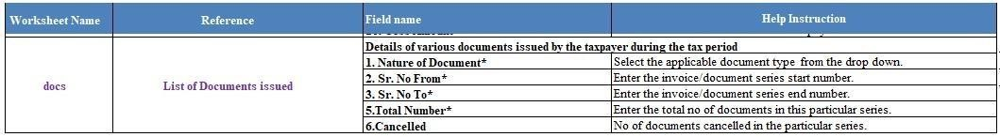 Worksheet Name Reference Field name Help Instruction
Details of various documents issued by the taxpayer during the tax period
1. Nature of Document* Select the applicable document type from the drop down.
2. Sr. No From* Enter the invoice/document series start number.
docs List of Documents issued 3. Sr. No To* Enter the invoice/document series end number.
5.Total Number* Enter the total no of documents in this particular series.
6.Cancelled No of documents cancelled in the particular series.